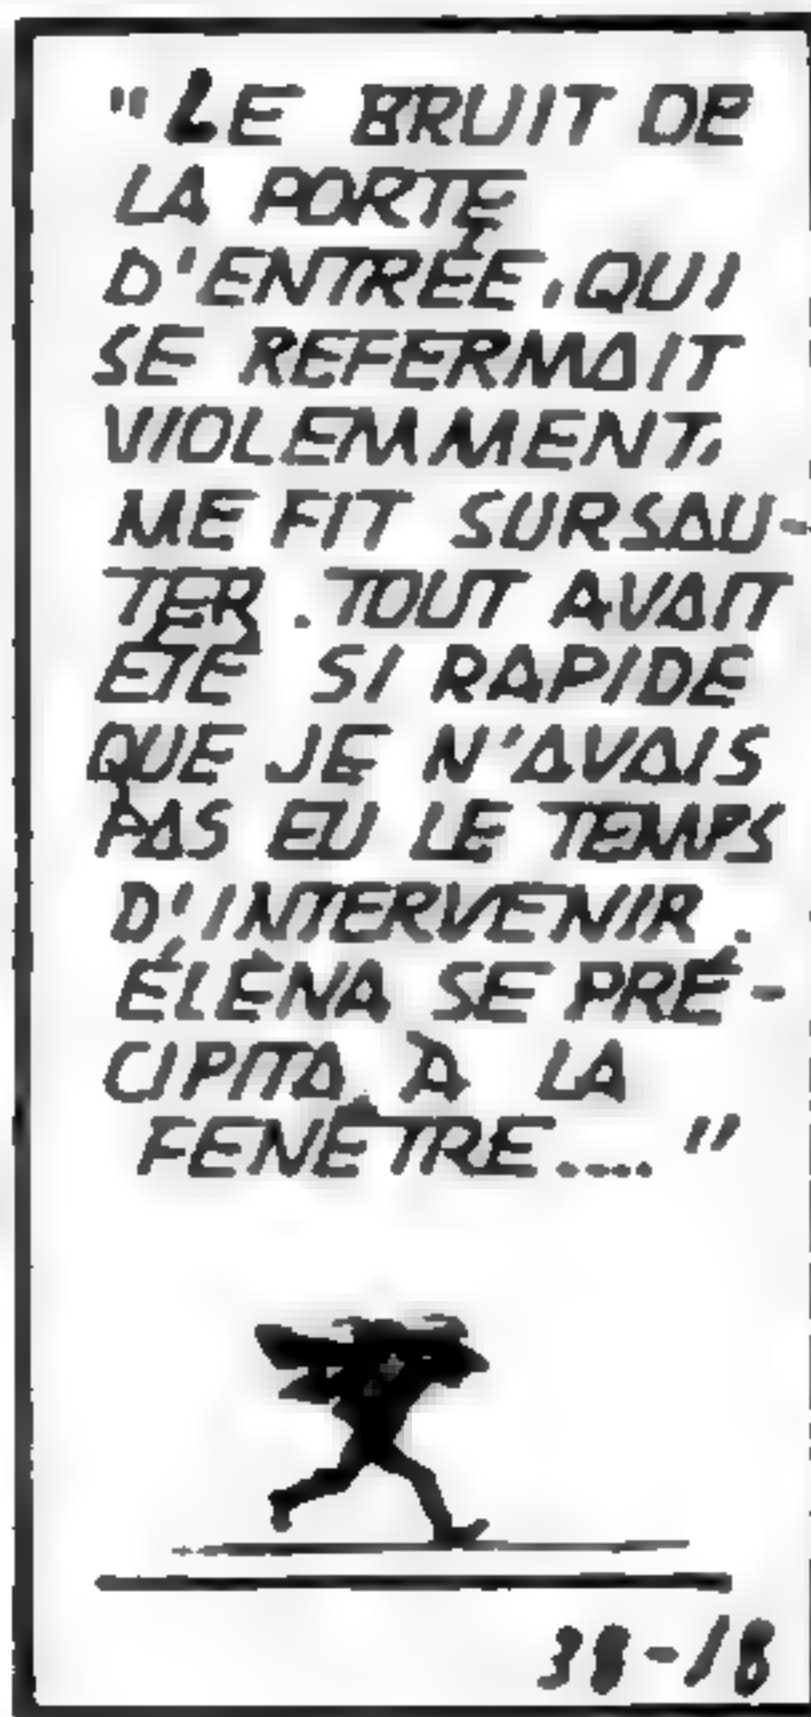 "LE BRUIT DE
LA PORTE
D'ENTRÉE, QUI
SE REFERMAIT
VIOLEMMENT,
ME FIT SURSAU-
TER. TOUT AVAIT
ÉTÉ SI RAPIDE
QUE JE N'AVAIS
PAS EU LE TEMPS
D'INTERVENIR.
ÉLÈNA SE PRÉ-
CIPITA À LA
FENÊTRE...."
38-18